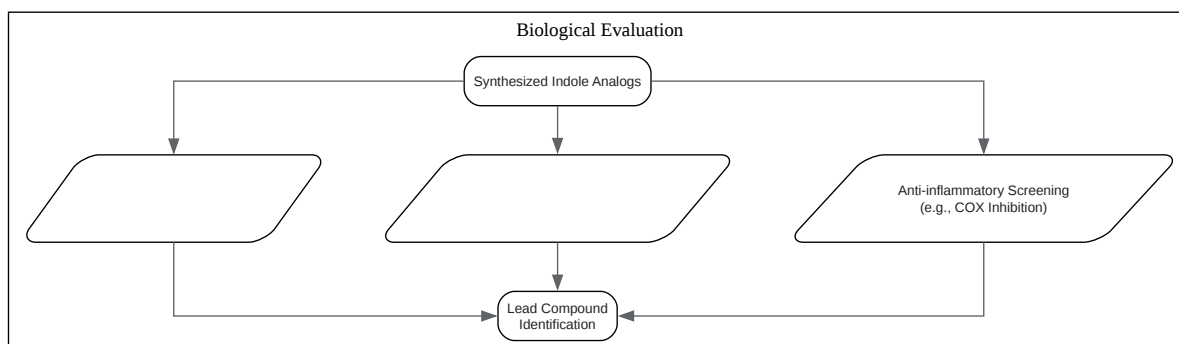 Biological Evaluation
Synthesized Indole Analogs
Anti-inflammatory Screening
(e.g., COX Inhibition)
Lead Compound
Identification